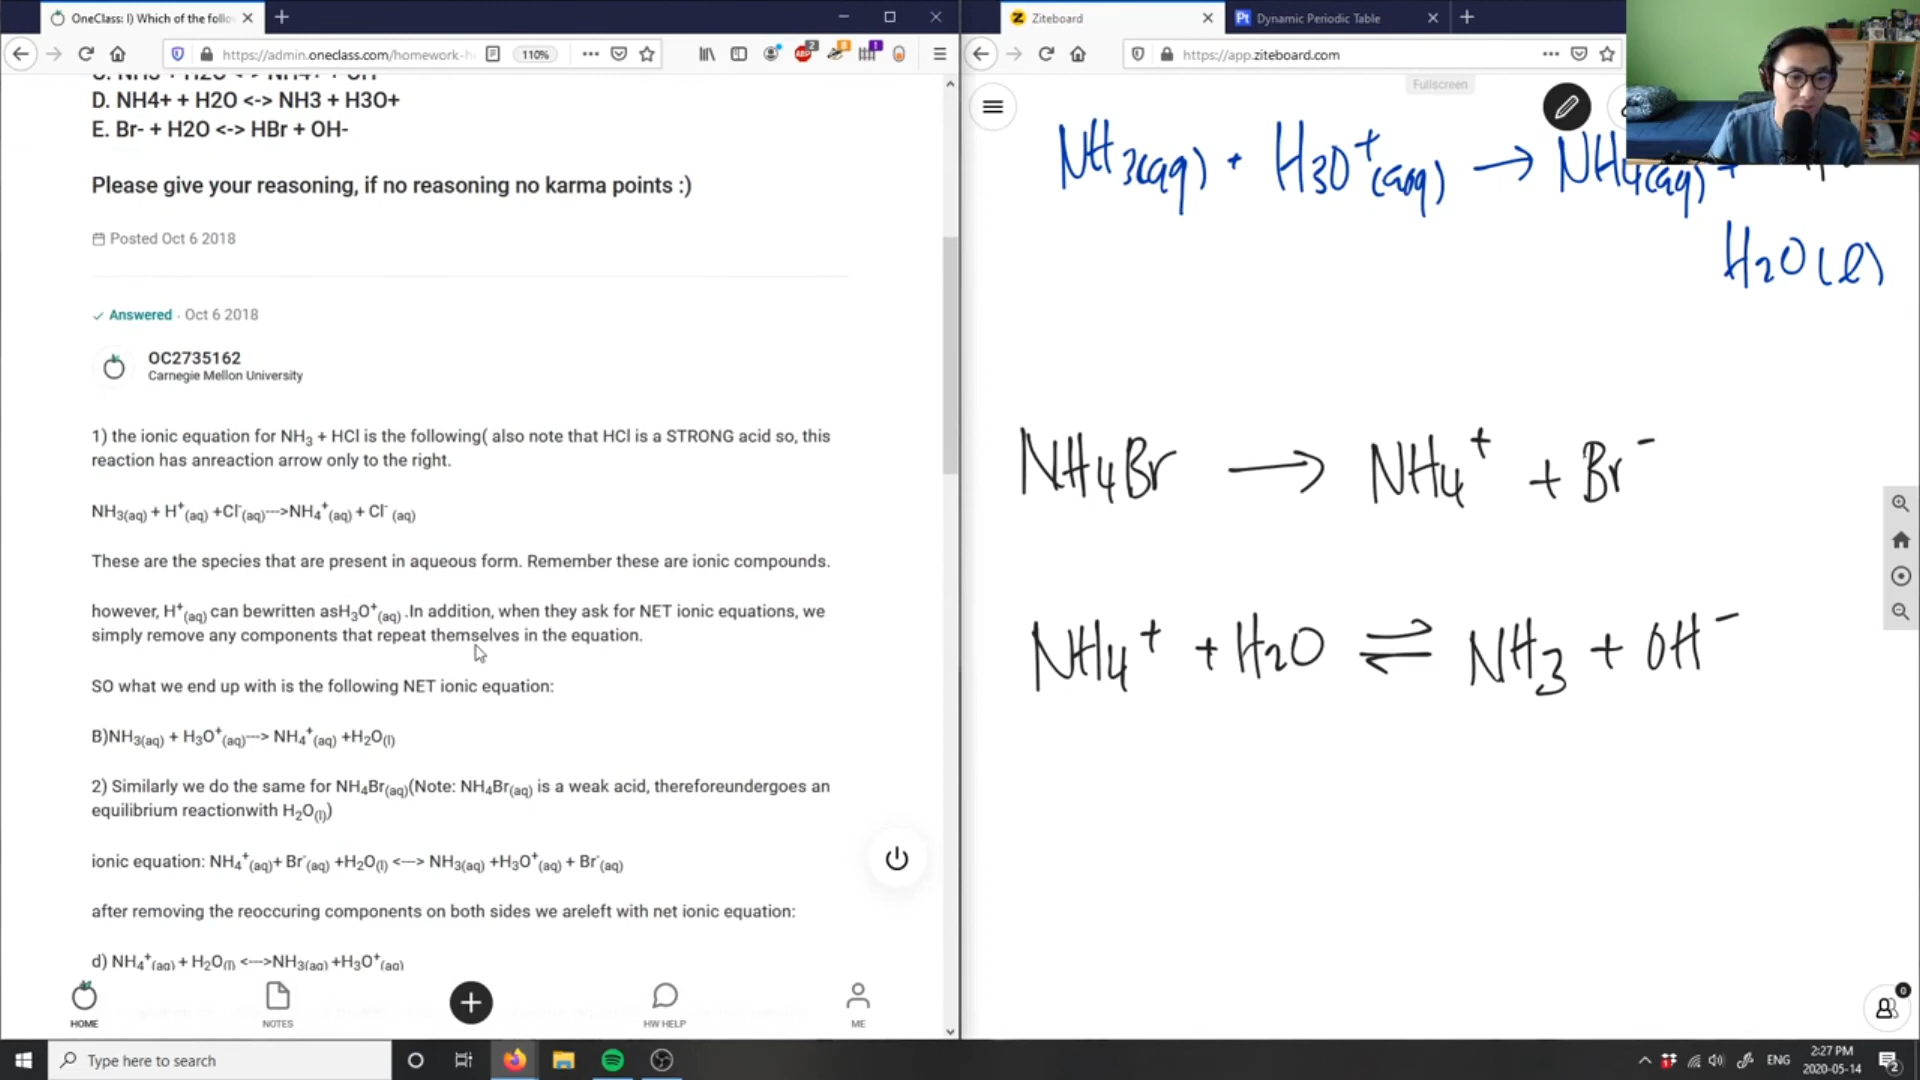 OneClass: I) Which of the follo
https://admin.oneclass.com/homework-h
110%
D. NH4+ + H2O <-> NH3 + H3O+
E. Br- + H2O <-> HBr + OH-
Please give your reasoning, if no reasoning no karma points :)
Posted Oct 6 2018
Answered · Oct 6 2018
OC2735162
Carnegie Mellon University
1) the ionic equation for NH3 + HCl is the following( also note that HCl is a STRONG acid so, this
reaction has anreaction arrow only to the right.
NH3(aq) + H+(aq) +Cl-(aq)--->NH4+(aq) + Cl- (aq)
These are the species that are present in aqueous form. Remember these are ionic compounds.
however, H+(aq) can bewritten asH3O+(aq) .In addition, when they ask for NET ionic equations, we
simply remove any components that repeat themselves in the equation.
SO what we end up with is the following NET ionic equation:
B)NH3(aq) + H3O+(aq)---> NH4+(aq) +H2O(l)
2) Similarly we do the same for NH4Br(aq)(Note: NH4Br(aq) is a weak acid, thereforeundergoes an
equilibrium reactionwith H2O(l))
ionic equation: NH4+(aq)+ Br-(aq) +H2O(l) <---> NH3(aq) +H3O+(aq) + Br-(aq)
after removing the reoccuring components on both sides we areleft with net ionic equation:
d) NH4+(aq) + H2O(l) <--->NH3(aq) +H3O+(aq)
HOME
NOTES
HW HELP
ME
Ziteboard
Dynamic Periodic Table
https://app.ziteboard.com
Fullscreen
NH3(aq) + H3O+(aq) → NH4(aq) +
H2O(l)
NH4Br → NH4+ + Br-
NH4+ + H2O ⇌ NH3 + OH-
0
Type here to search
ENG
2:27 PM
2020-05-14
2